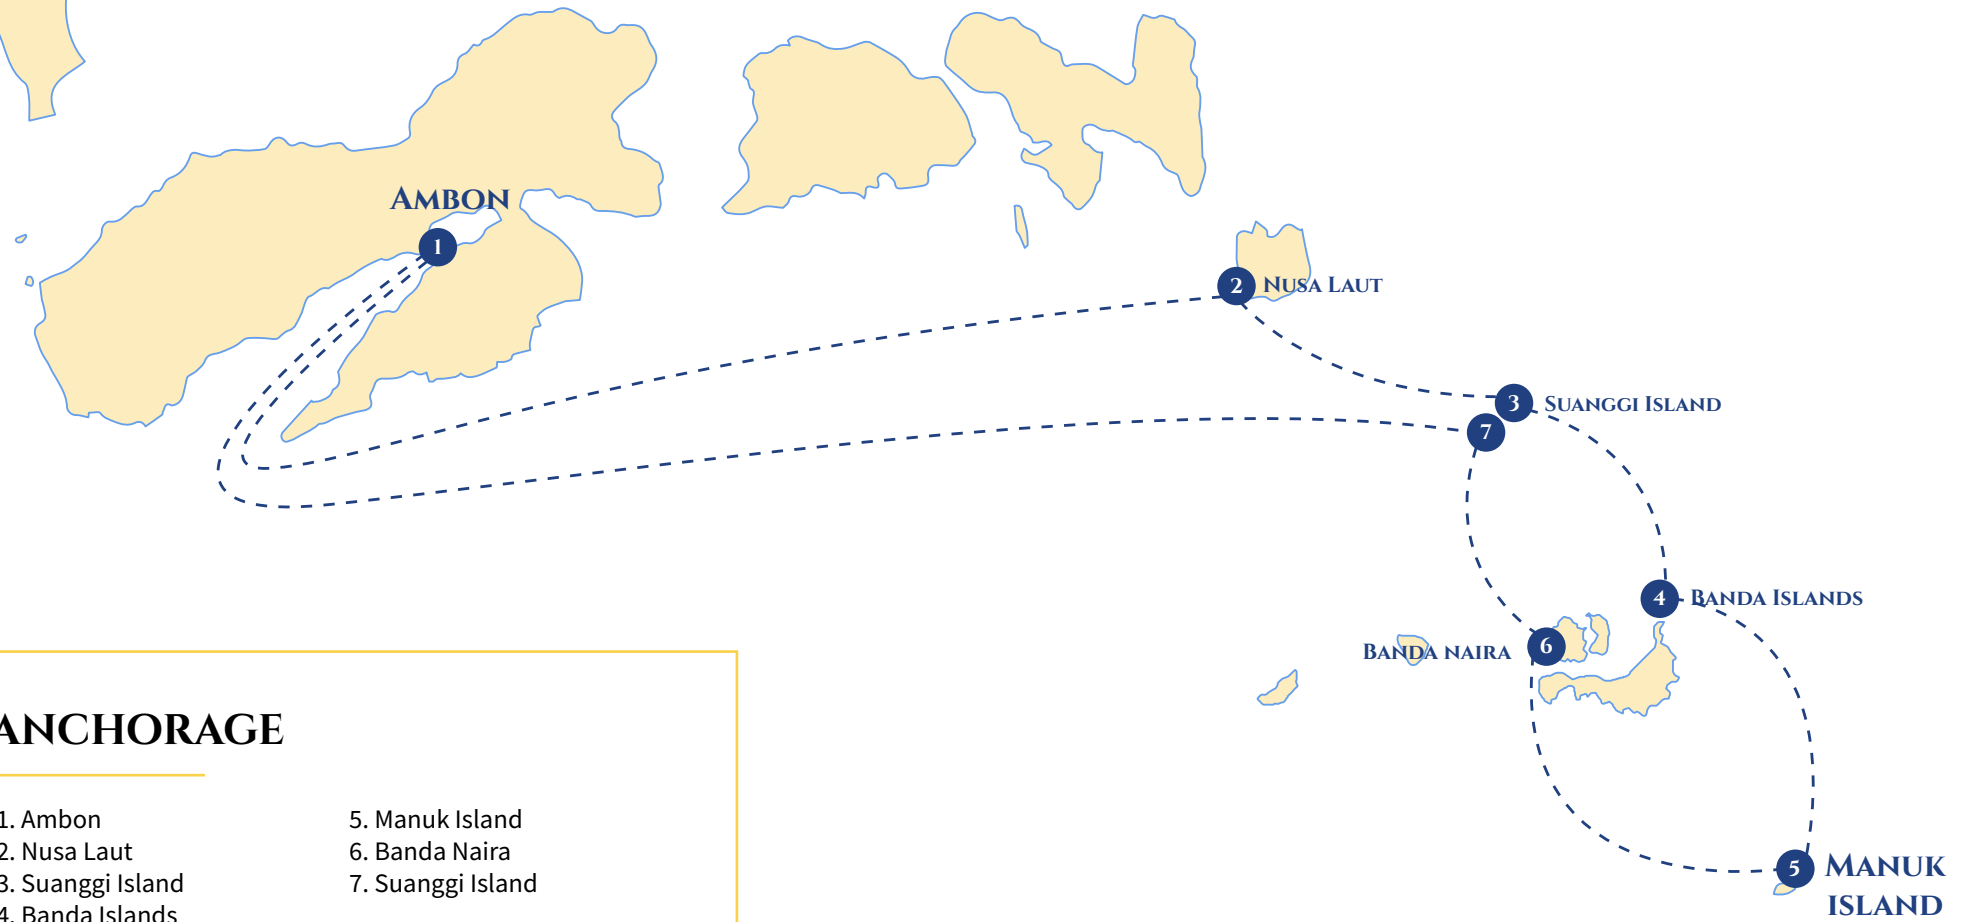 Ambon
1
2
Nusa Laut
3
Suanggi Island
7
4
Banda Islands
Banda naira
6
5
Manuk
island
ANCHORAGE
1. Ambon
2. Nusa Laut
3. Suanggi Island
4. Banda Islands
5. Manuk Island
6. Banda Naira
7. Suanggi Island